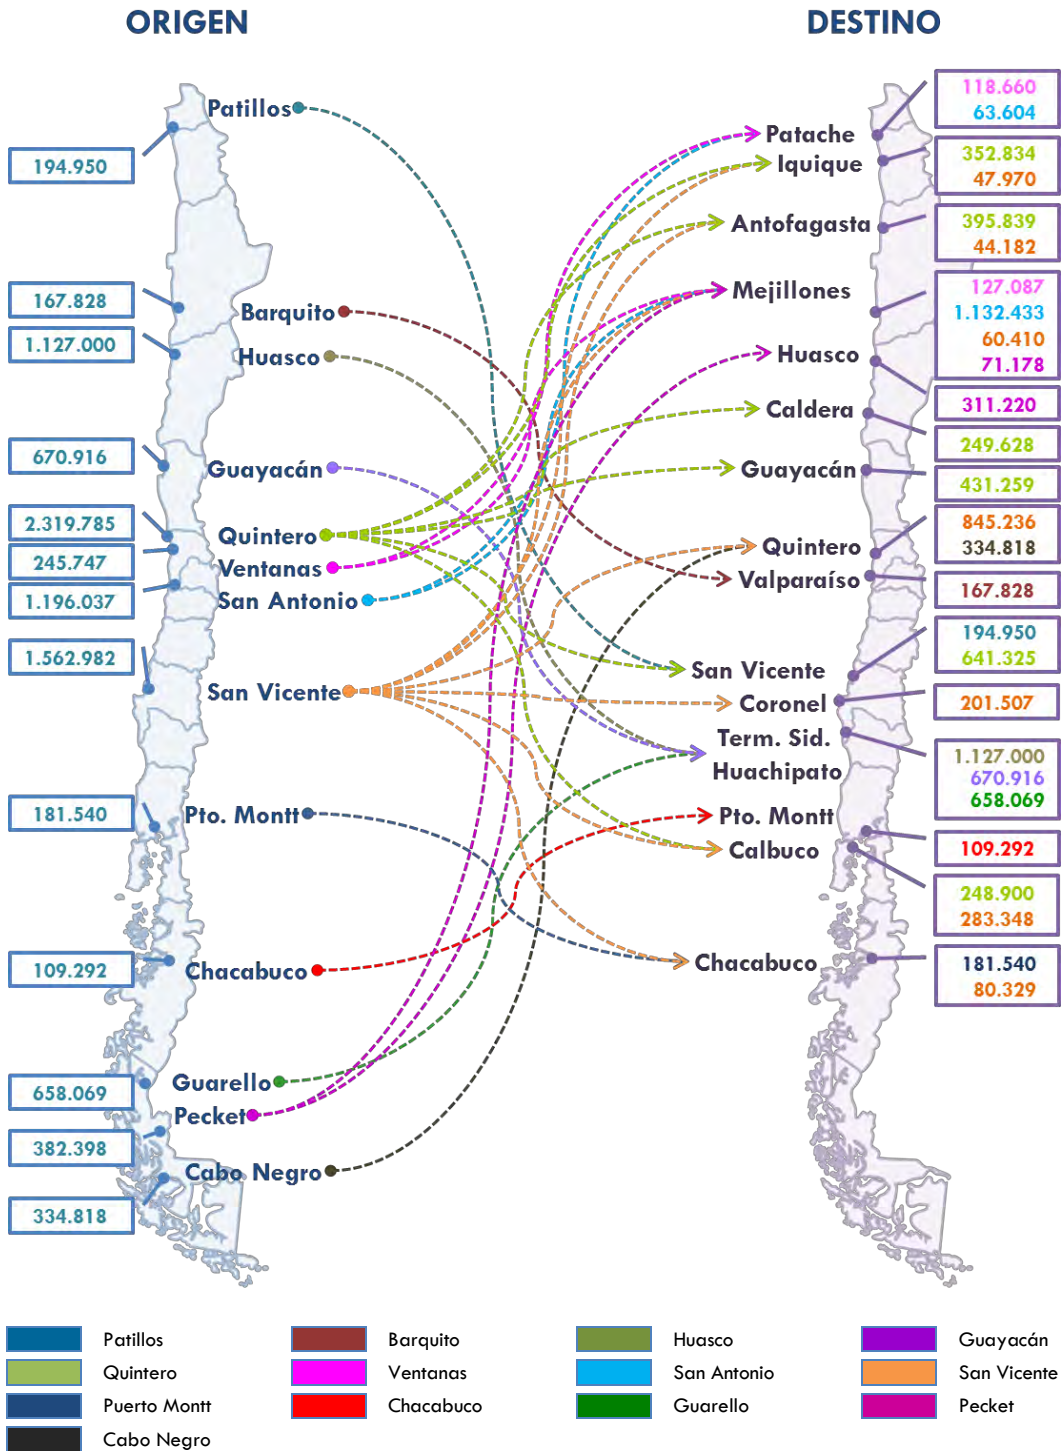 ORIGEN
DESTINO
194.950
167.828
1.127.000
670.916
2.319.785
245.747
1.196.037
1.562.982
181.540
109.292
658.069
382.398
334.818
Patillos
Barquito
Huasco
Guayacán
Quintero
Ventanas
San Antonio
San Vicente
Pto. Montt
Chacabuco
Guarello
Pecket
Cabo Negro
Patache
Iquique
Antofagasta
Mejillones
Huasco
Caldera
Guayacán
Quintero
Valparaíso
San Vicente
Coronel
Term. Sid.
Huachipato
Pto. Montt
Calbuco
Chacabuco
118.660
63.604
352.834
47.970
395.839
44.182
127.087
1.132.433
60.410
71.178
311.220
249.628
431.259
845.236
334.818
167.828
194.950
641.325
201.507
1.127.000
670.916
658.069
109.292
248.900
283.348
181.540
80.329
Patillos
Barquito
Huasco
Guayacán
Quintero
Ventanas
San Antonio
San Vicente
Puerto Montt
Chacabuco
Guarello
Pecket
Cabo Negro